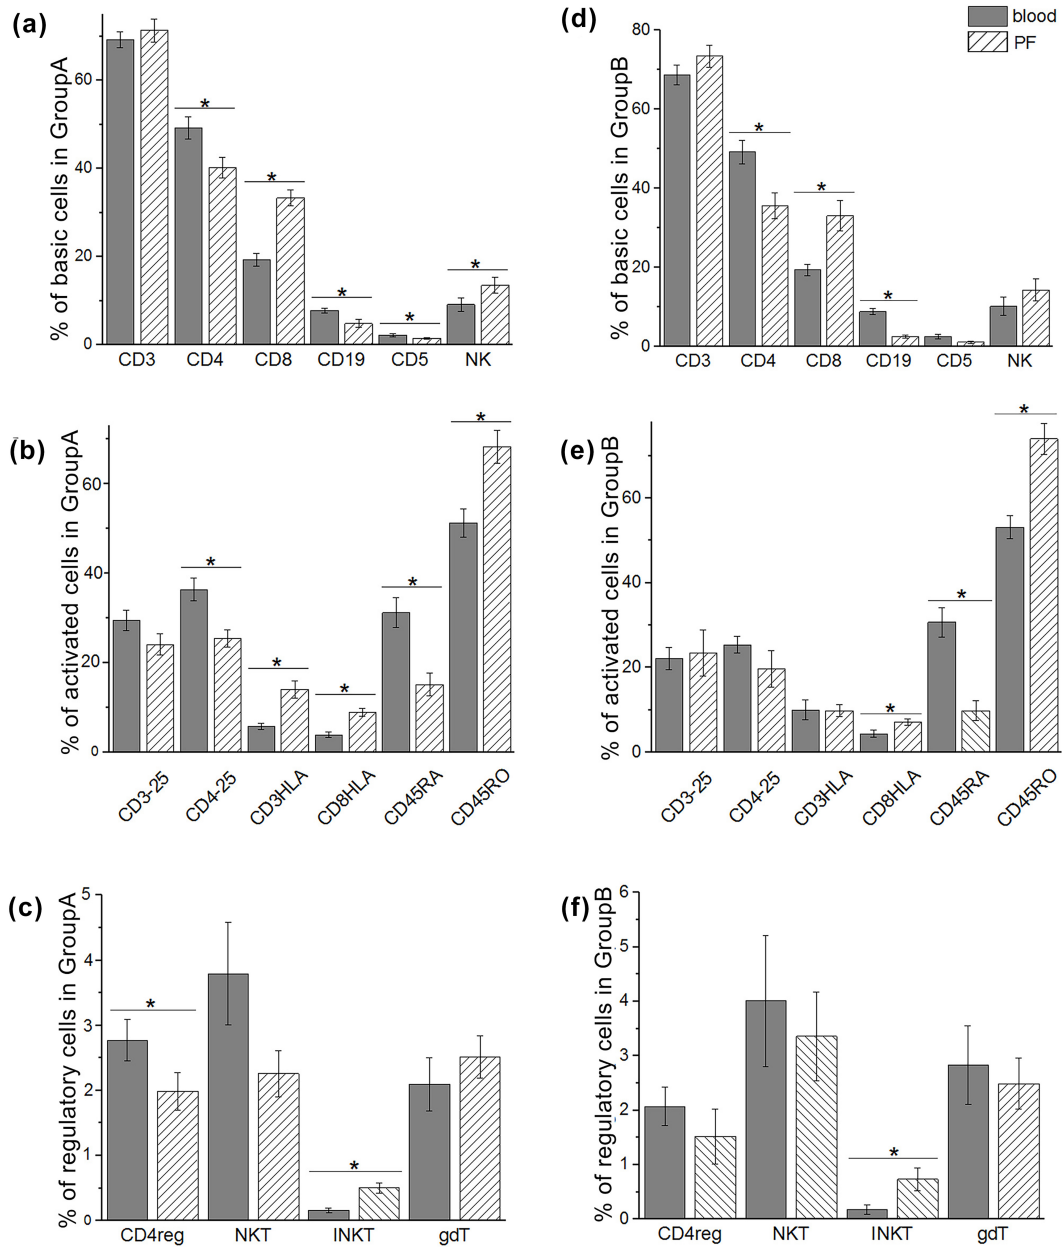 (a)
% of basic cells in GroupA
60
40
20
0
*
*
*
*
*
CD3 CD4 CD8 CD19 CD5 NK
(d)
blood
PF
% of basic cells in GroupB
80
60
40
20
0
*
*
*
CD3 CD4 CD8 CD19 CD5 NK
(b)
% of activated cells in GroupA
60
40
20
0
*
*
*
*
*
CD3-25 CD4-25 CD3HLA CD8HLA CD45RA CD45RO
(e)
% of activated cells in GroupB
60
40
20
0
*
*
*
CD3-25 CD4-25 CD3HLA CD8HLA CD45RA CD45RO
(c)
% of regulatory cells in GroupA
5
4
3
2
1
0
*
*
CD4reg NKT INKT gdT
(f)
% of regulatory cells in GroupB
6
5
4
3
2
1
0
*
CD4reg NKT INKT gdT